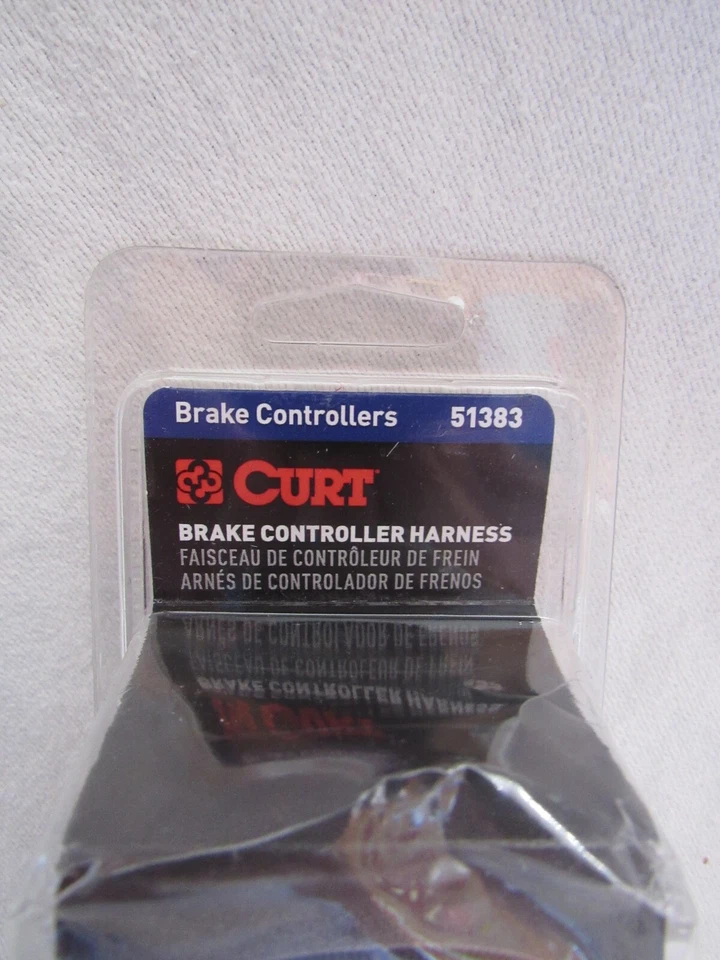 Brake Controllers 51383
CURT
BRAKE CONTROLLER HARNESS
FAISCEAU DE CONTRÔLEUR DE FREIN
ARNÉS DE CONTROLADOR DE FRENOS